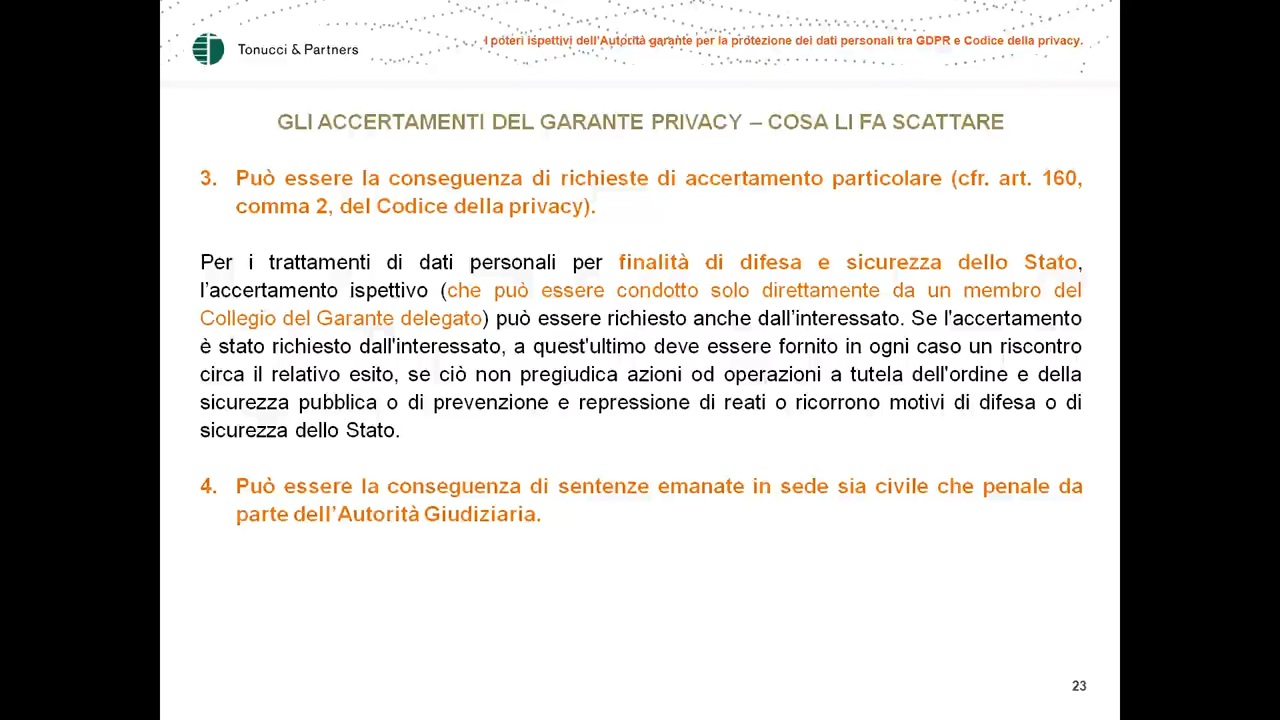 Tonucci & Partners
I poteri ispettivi dell'Autorità garante per la protezione dei dati personali tra GDPR e Codice della privacy.
GLI ACCERTAMENTI DEL GARANTE PRIVACY – COSA LI FA SCATTARE
3. Può essere la conseguenza di richieste di accertamento particolare (cfr. art. 160,
comma 2, del Codice della privacy).
Per i trattamenti di dati personali per finalità di difesa e sicurezza dello Stato,
l’accertamento ispettivo (che può essere condotto solo direttamente da un membro del
Collegio del Garante delegato) può essere richiesto anche dall’interessato. Se l'accertamento
è stato richiesto dall'interessato, a quest'ultimo deve essere fornito in ogni caso un riscontro
circa il relativo esito, se ciò non pregiudica azioni od operazioni a tutela dell'ordine e della
sicurezza pubblica o di prevenzione e repressione di reati o ricorrono motivi di difesa o di
sicurezza dello Stato.
4. Può essere la conseguenza di sentenze emanate in sede sia civile che penale da
parte dell’Autorità Giudiziaria.
23